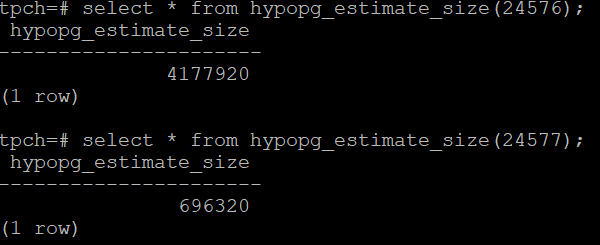 tpch=# select * from hypopg_estimate_size(24576);
 hypopg_estimate_size
----------------------
              4177920
(1 row)

tpch=# select * from hypopg_estimate_size(24577);
 hypopg_estimate_size
----------------------
               696320
(1 row)